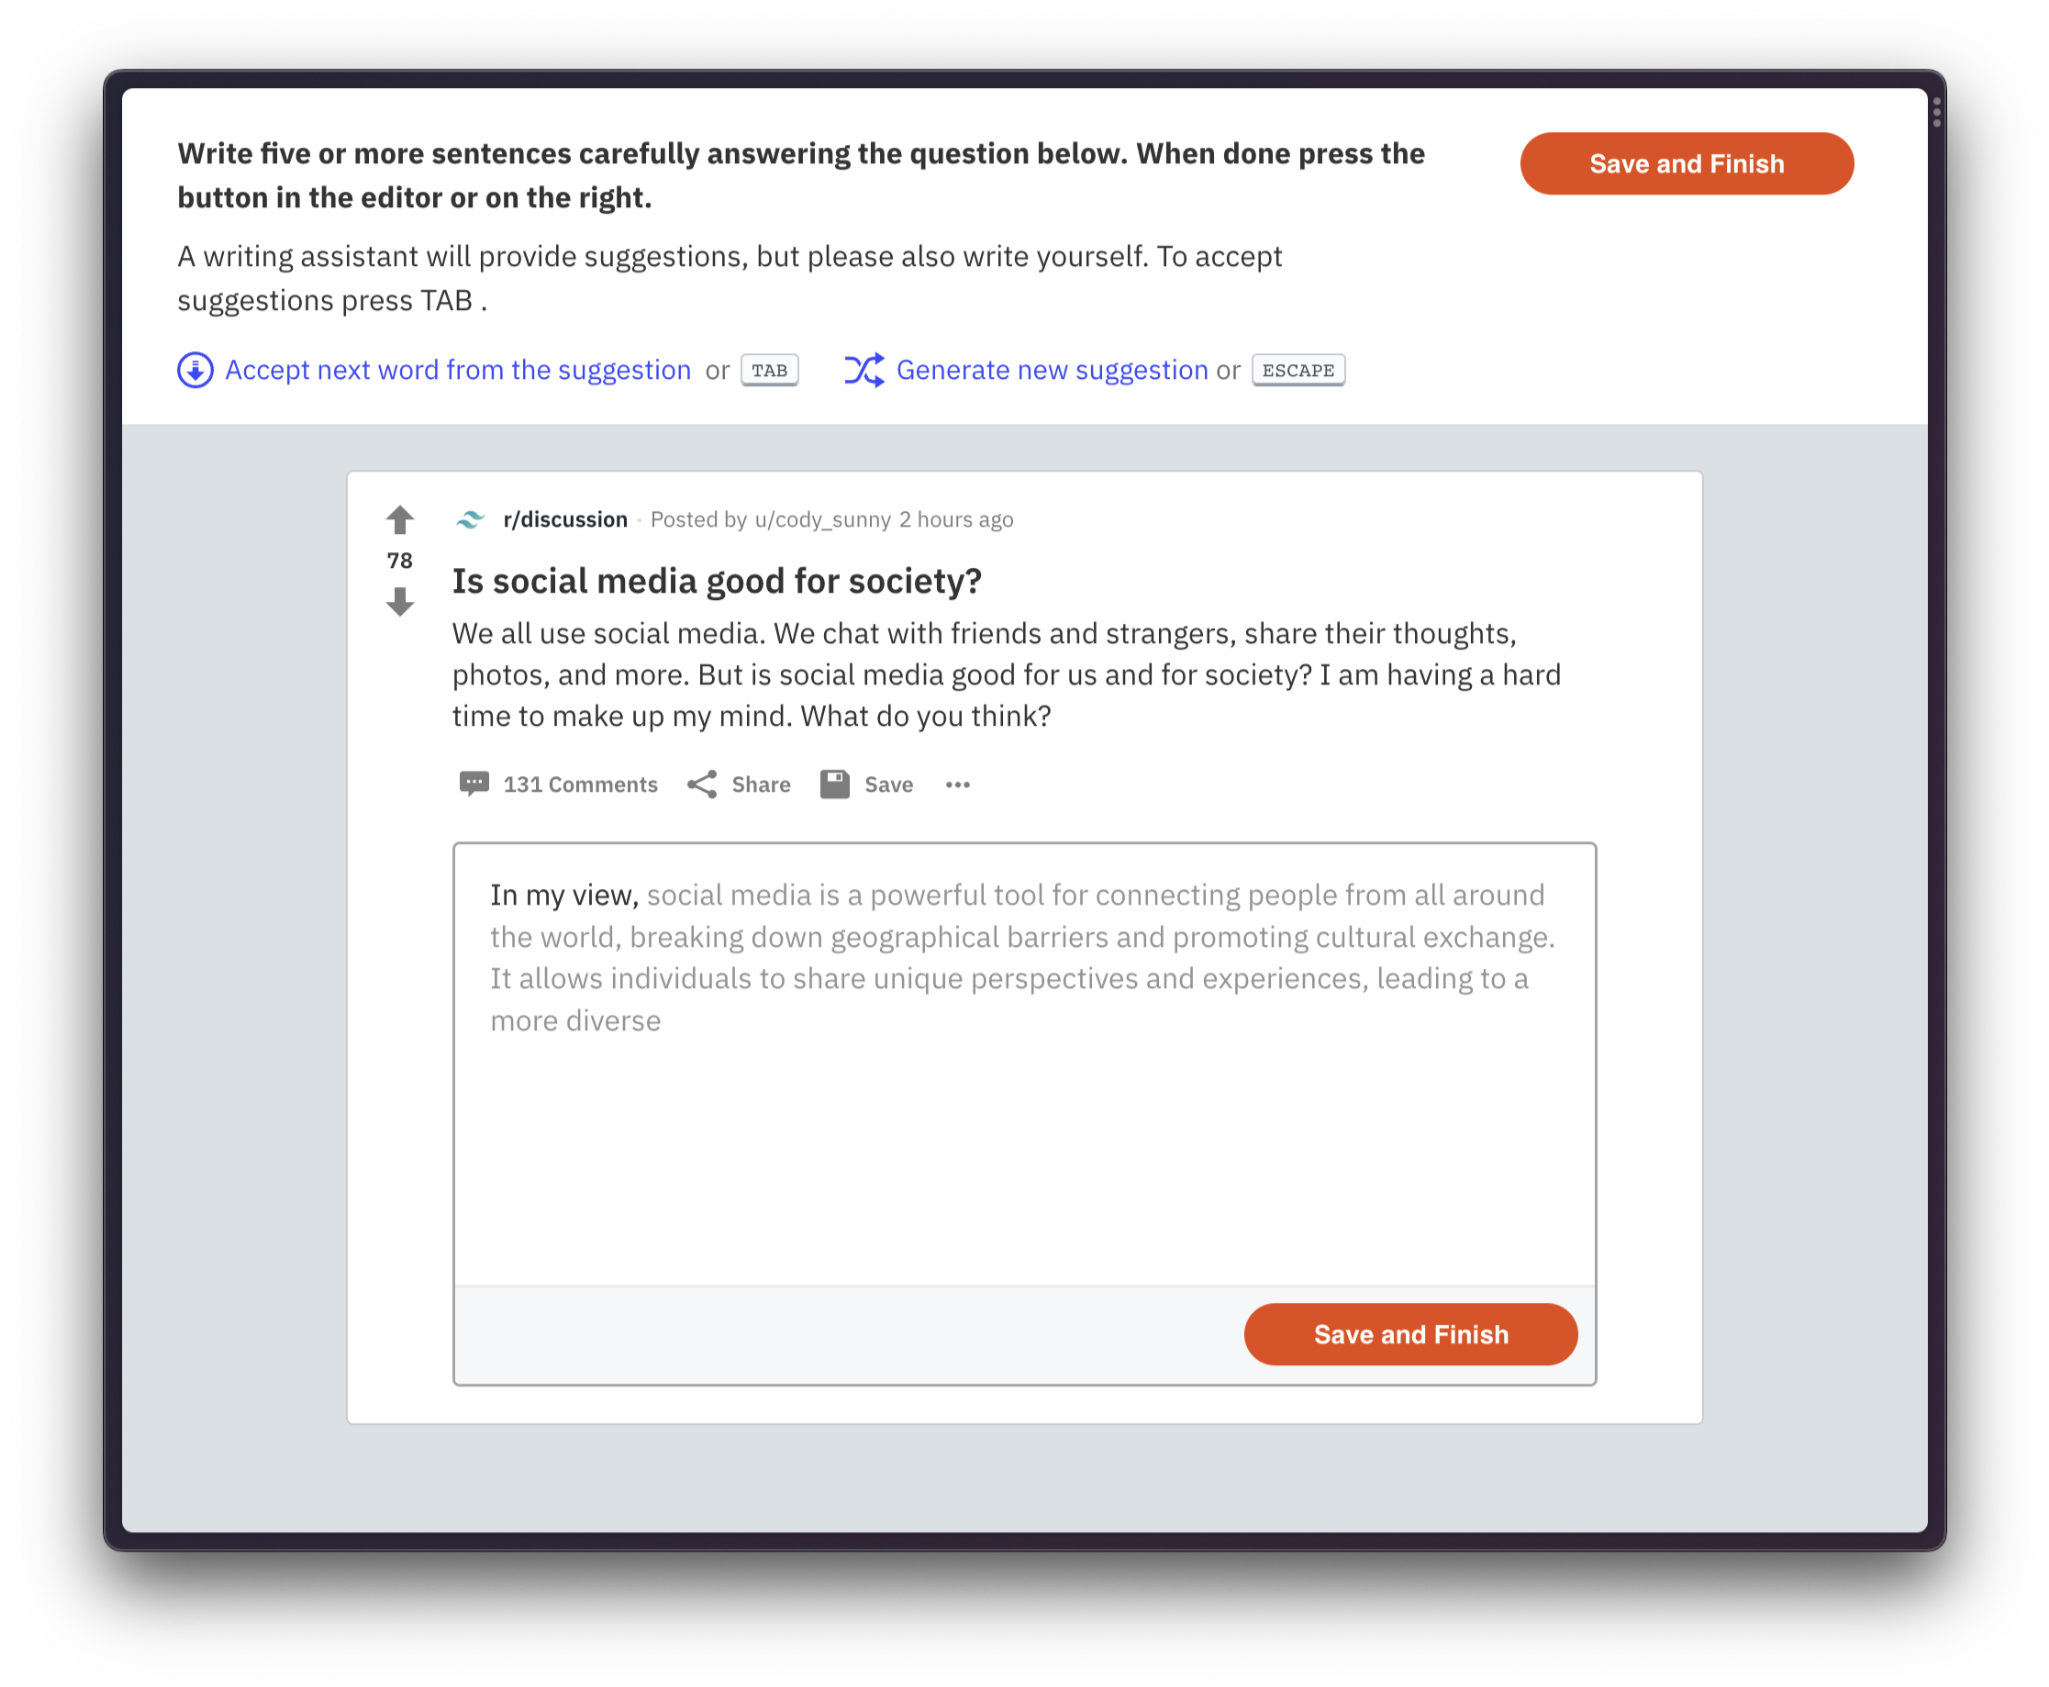 Write five or more sentences carefully answering the question below. When done press the
button in the editor or on the right.
Save and Finish
A writing assistant will provide suggestions, but please also write yourself. To accept
suggestions press TAB .
Accept next word from the suggestion or TAB
Generate new suggestion or ESCAPE
r/discussion · Posted by u/cody_sunny 2 hours ago
78
Is social media good for society?
We all use social media. We chat with friends and strangers, share their thoughts,
photos, and more. But is social media good for us and for society? I am having a hard
time to make up my mind. What do you think?
131 Comments Share Save
In my view, social media is a powerful tool for connecting people from all around
the world, breaking down geographical barriers and promoting cultural exchange.
It allows individuals to share unique perspectives and experiences, leading to a
more diverse
Save and Finish